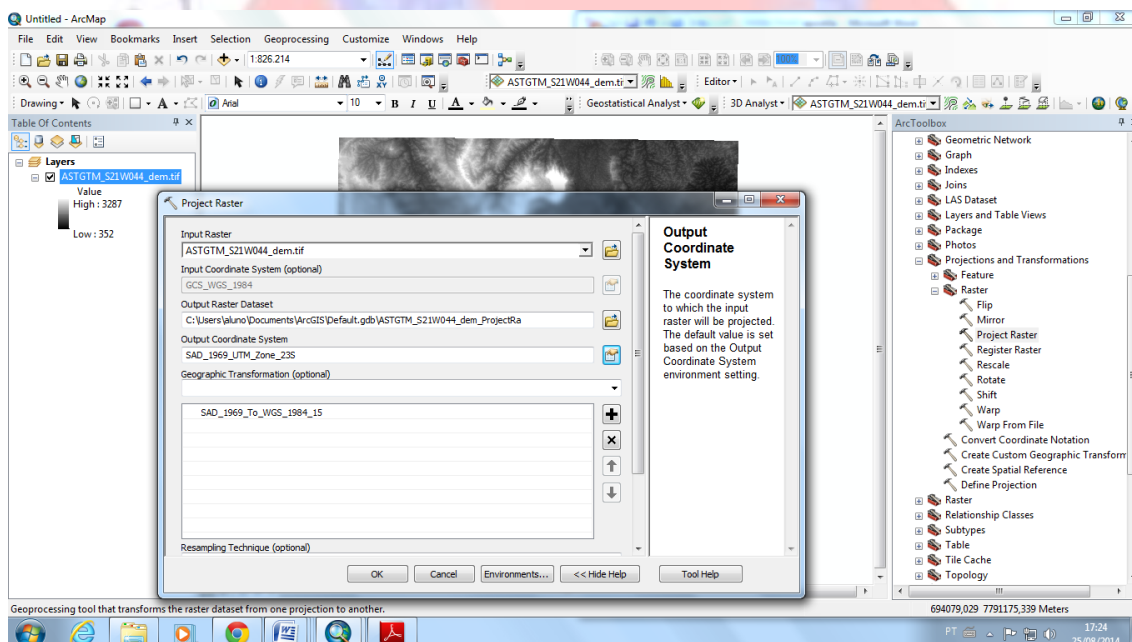 Untitled - ArcMap
File Edit View Bookmarks Insert Selection Geoprocessing Customize Windows Help
1:826.214
100%
ASTGTM_S21W044_dem.ti
Editor
Drawing
A
Arial
10
B I U A
Geostatistical Analyst
3D Analyst
ASTGTM_S21W044_dem.ti
Table Of Contents
Layers
ASTGTM_S21W044_dem.tif
Value
High : 3287
Low : 352
Project Raster
Input Raster
ASTGTM_S21W044_dem.tif
Input Coordinate System (optional)
GCS_WGS_1984
Output Raster Dataset
C:\Users\aluno\Documents\ArcGIS\Default.gdb\ASTGTM_S21W044_dem_ProjectRa
Output Coordinate System
SAD_1969_UTM_Zone_23S
Geographic Transformation (optional)
SAD_1969_To_WGS_1984_15
Resampling Technique (optional)
OK Cancel Environments... << Hide Help Tool Help
Output
Coordinate
System
The coordinate system
to which the input
raster will be projected.
The default value is set
based on the Output
Coordinate System
environment setting.
ArcToolbox
Geometric Network
Graph
Indexes
Joins
LAS Dataset
Layers and Table Views
Package
Photos
Projections and Transformations
Feature
Raster
Flip
Mirror
Project Raster
Register Raster
Rescale
Rotate
Shift
Warp
Warp From File
Convert Coordinate Notation
Create Custom Geographic Transform
Create Spatial Reference
Define Projection
Raster
Relationship Classes
Subtypes
Table
Tile Cache
Topology
Geoprocessing tool that transforms the raster dataset from one projection to another.
694079,029 7791175,339 Meters
PT
17:24
25/08/2014